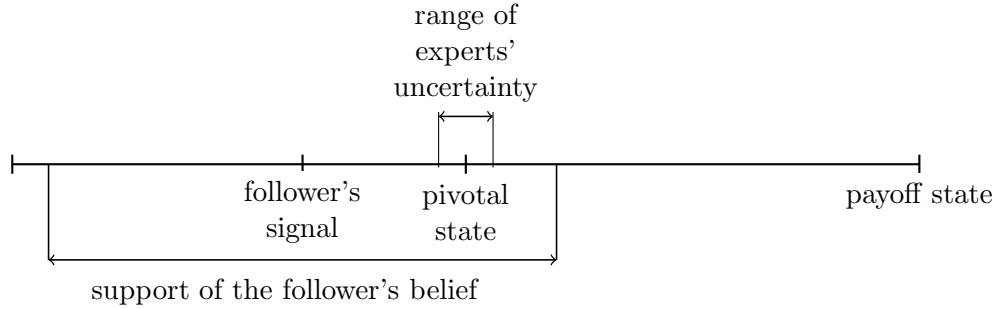 range of
experts'
uncertainty
follower's
signal
pivotal
state
payoff state
support of the follower's belief